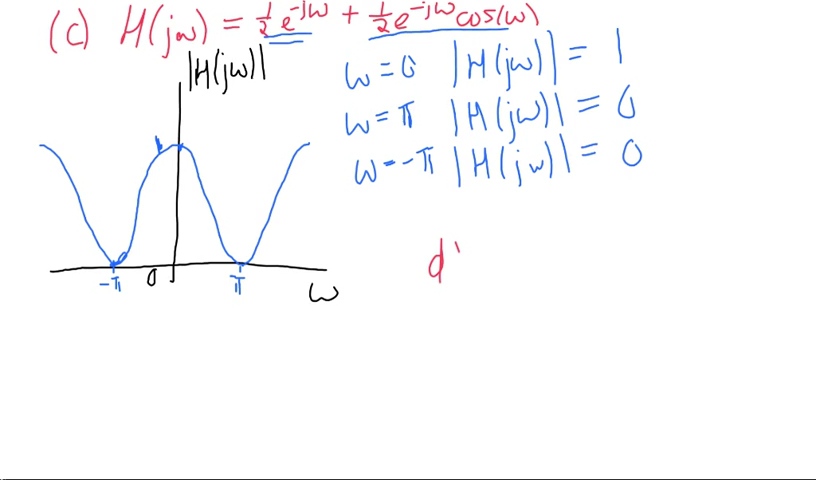 (c) H(jω) = 1/2 e^-jω + 1/2 e^-jω cos(ω)
|H(jω)|
ω = 0 |H(jω)| = 1
ω = π |H(jω)| = 0
ω = -π |H(jω)| = 0
-π 0 π ω
d'